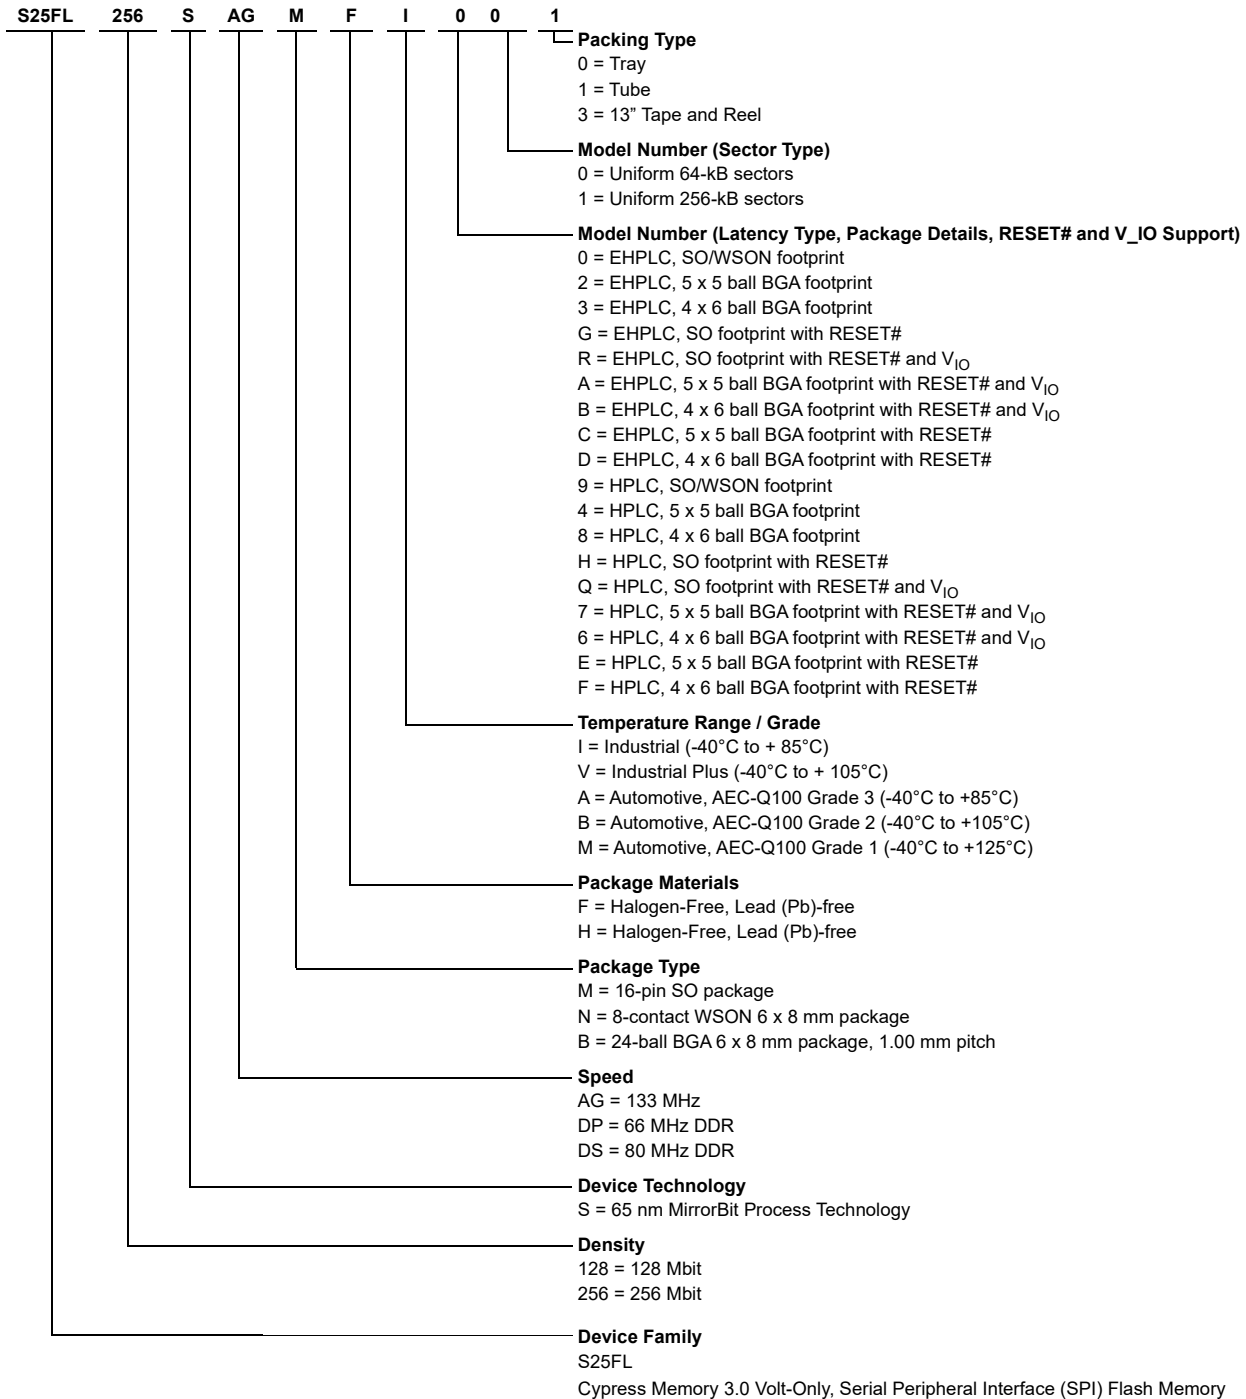 S25FL 256 S AG M F I 0 0 1
Packing Type
0 = Tray
1 = Tube
3 = 13” Tape and Reel
Model Number (Sector Type)
0 = Uniform 64-kB sectors
1 = Uniform 256-kB sectors
Model Number (Latency Type, Package Details, RESET# and V_IO Support)
0 = EHPLC, SO/WSON footprint
2 = EHPLC, 5 x 5 ball BGA footprint
3 = EHPLC, 4 x 6 ball BGA footprint
G = EHPLC, SO footprint with RESET#
R = EHPLC, SO footprint with RESET# and VIO
A = EHPLC, 5 x 5 ball BGA footprint with RESET# and VIO
B = EHPLC, 4 x 6 ball BGA footprint with RESET# and VIO
C = EHPLC, 5 x 5 ball BGA footprint with RESET#
D = EHPLC, 4 x 6 ball BGA footprint with RESET#
9 = HPLC, SO/WSON footprint
4 = HPLC, 5 x 5 ball BGA footprint
8 = HPLC, 4 x 6 ball BGA footprint
H = HPLC, SO footprint with RESET#
Q = HPLC, SO footprint with RESET# and VIO
7 = HPLC, 5 x 5 ball BGA footprint with RESET# and VIO
6 = HPLC, 4 x 6 ball BGA footprint with RESET# and VIO
E = HPLC, 5 x 5 ball BGA footprint with RESET#
F = HPLC, 4 x 6 ball BGA footprint with RESET#
Temperature Range / Grade
I = Industrial (-40°C to + 85°C)
V = Industrial Plus (-40°C to + 105°C)
A = Automotive, AEC-Q100 Grade 3 (-40°C to +85°C)
B = Automotive, AEC-Q100 Grade 2 (-40°C to +105°C)
M = Automotive, AEC-Q100 Grade 1 (-40°C to +125°C)
Package Materials
F = Halogen-Free, Lead (Pb)-free
H = Halogen-Free, Lead (Pb)-free
Package Type
M = 16-pin SO package
N = 8-contact WSON 6 x 8 mm package
B = 24-ball BGA 6 x 8 mm package, 1.00 mm pitch
Speed
AG = 133 MHz
DP = 66 MHz DDR
DS = 80 MHz DDR
Device Technology
S = 65 nm MirrorBit Process Technology
Density
128 = 128 Mbit
256 = 256 Mbit
Device Family
S25FL
Cypress Memory 3.0 Volt-Only, Serial Peripheral Interface (SPI) Flash Memory